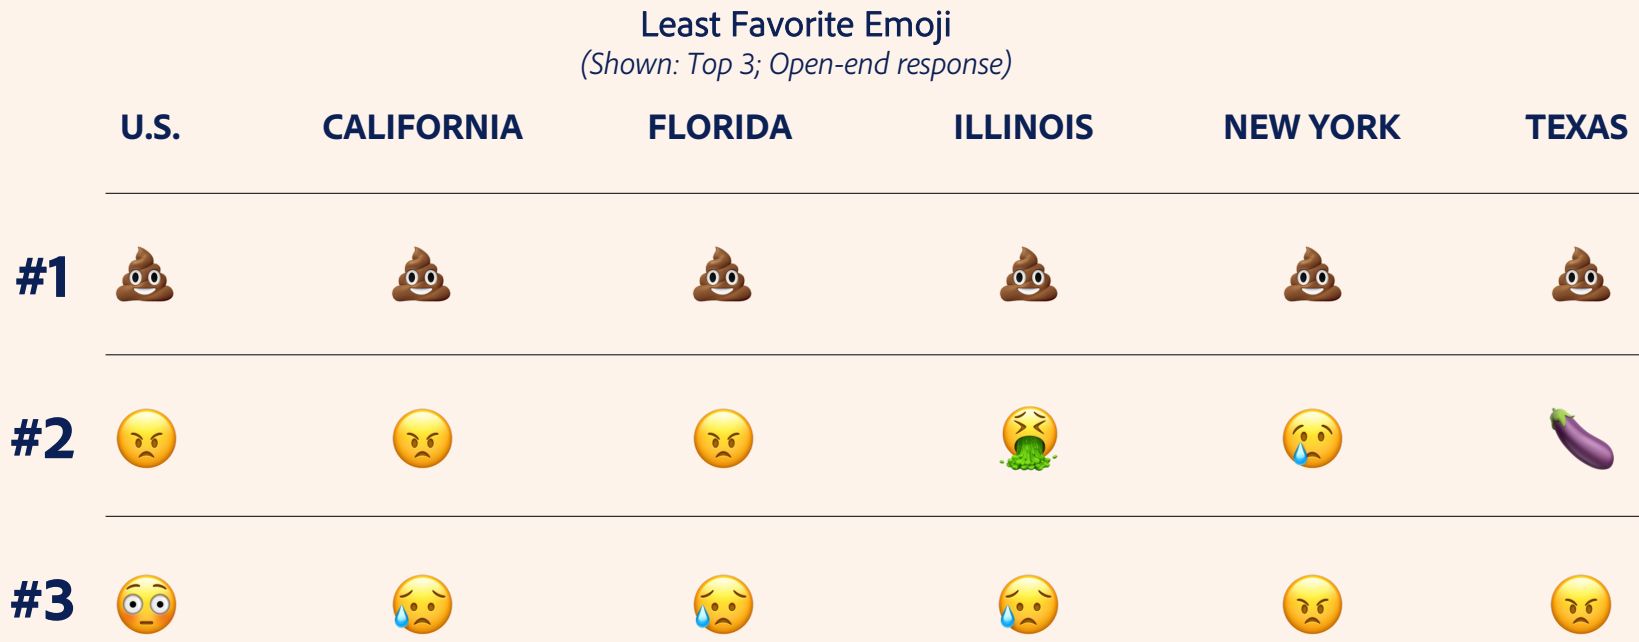 Least Favorite Emoji
(Shown: Top 3; Open-end response)
U.S. CALIFORNIA FLORIDA ILLINOIS NEW YORK TEXAS
#1
#2
#3